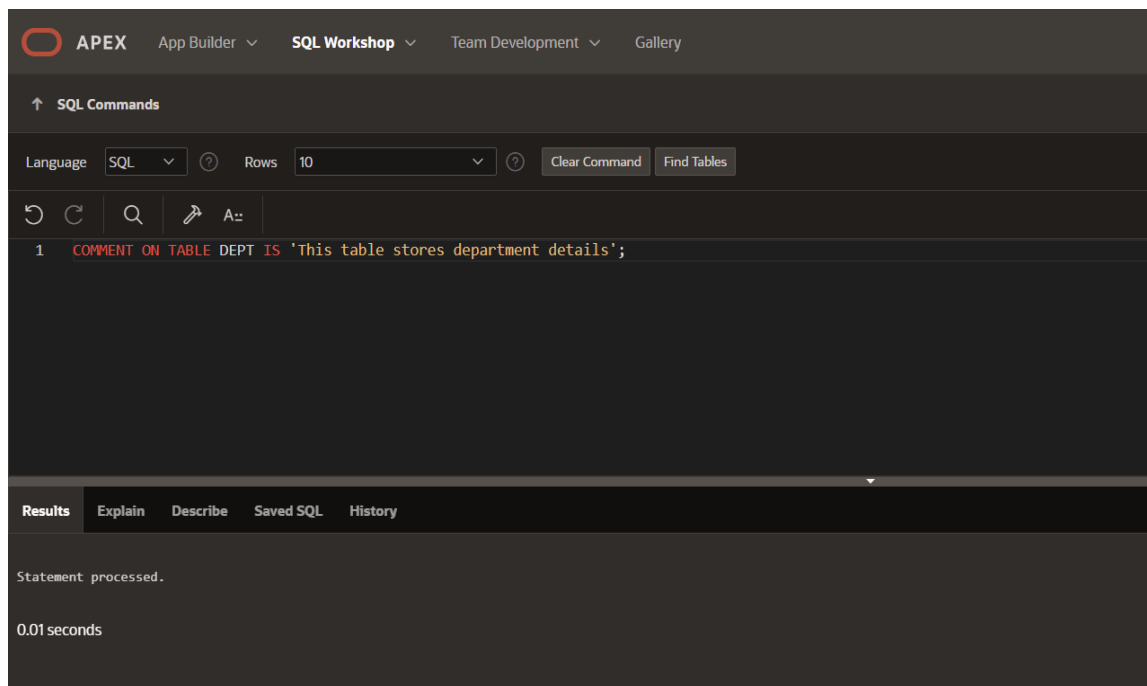 APEX App Builder SQL Workshop Team Development Gallery
SQL Commands
Language SQL Rows 10 Clear Command Find Tables
A::
1 COMMENT ON TABLE DEPT IS 'This table stores department details';
Results Explain Describe Saved SQL History
Statement processed.
0.01 seconds